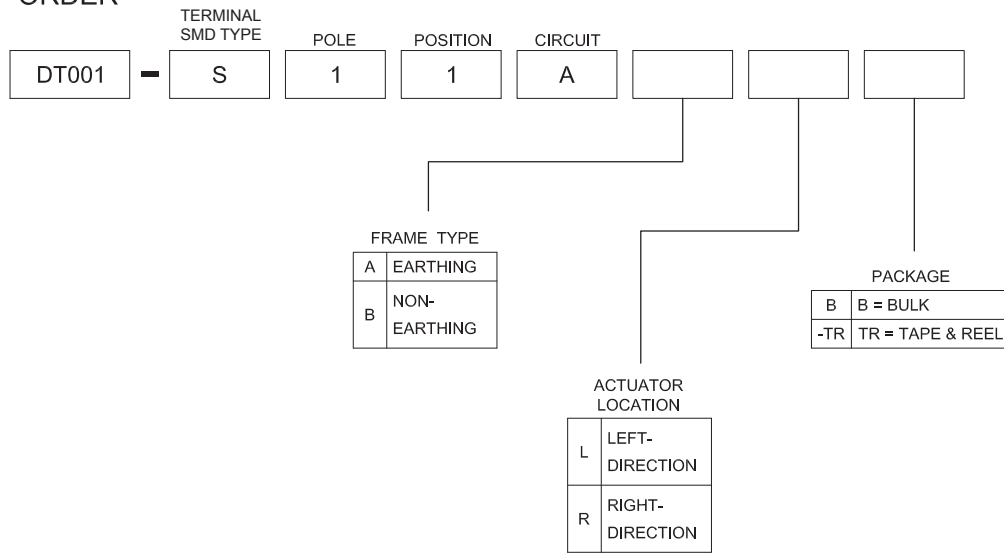 ORDER
TERMINAL
SMD TYPE
POLE
POSITION
CIRCUIT
DT001 - S 1 1 A
FRAME TYPE
A EARTHING
B NON-
EARTHING
ACTUATOR
LOCATION
L LEFT-
DIRECTION
R RIGHT-
DIRECTION
PACKAGE
B B = BULK
-TR TR = TAPE & REEL